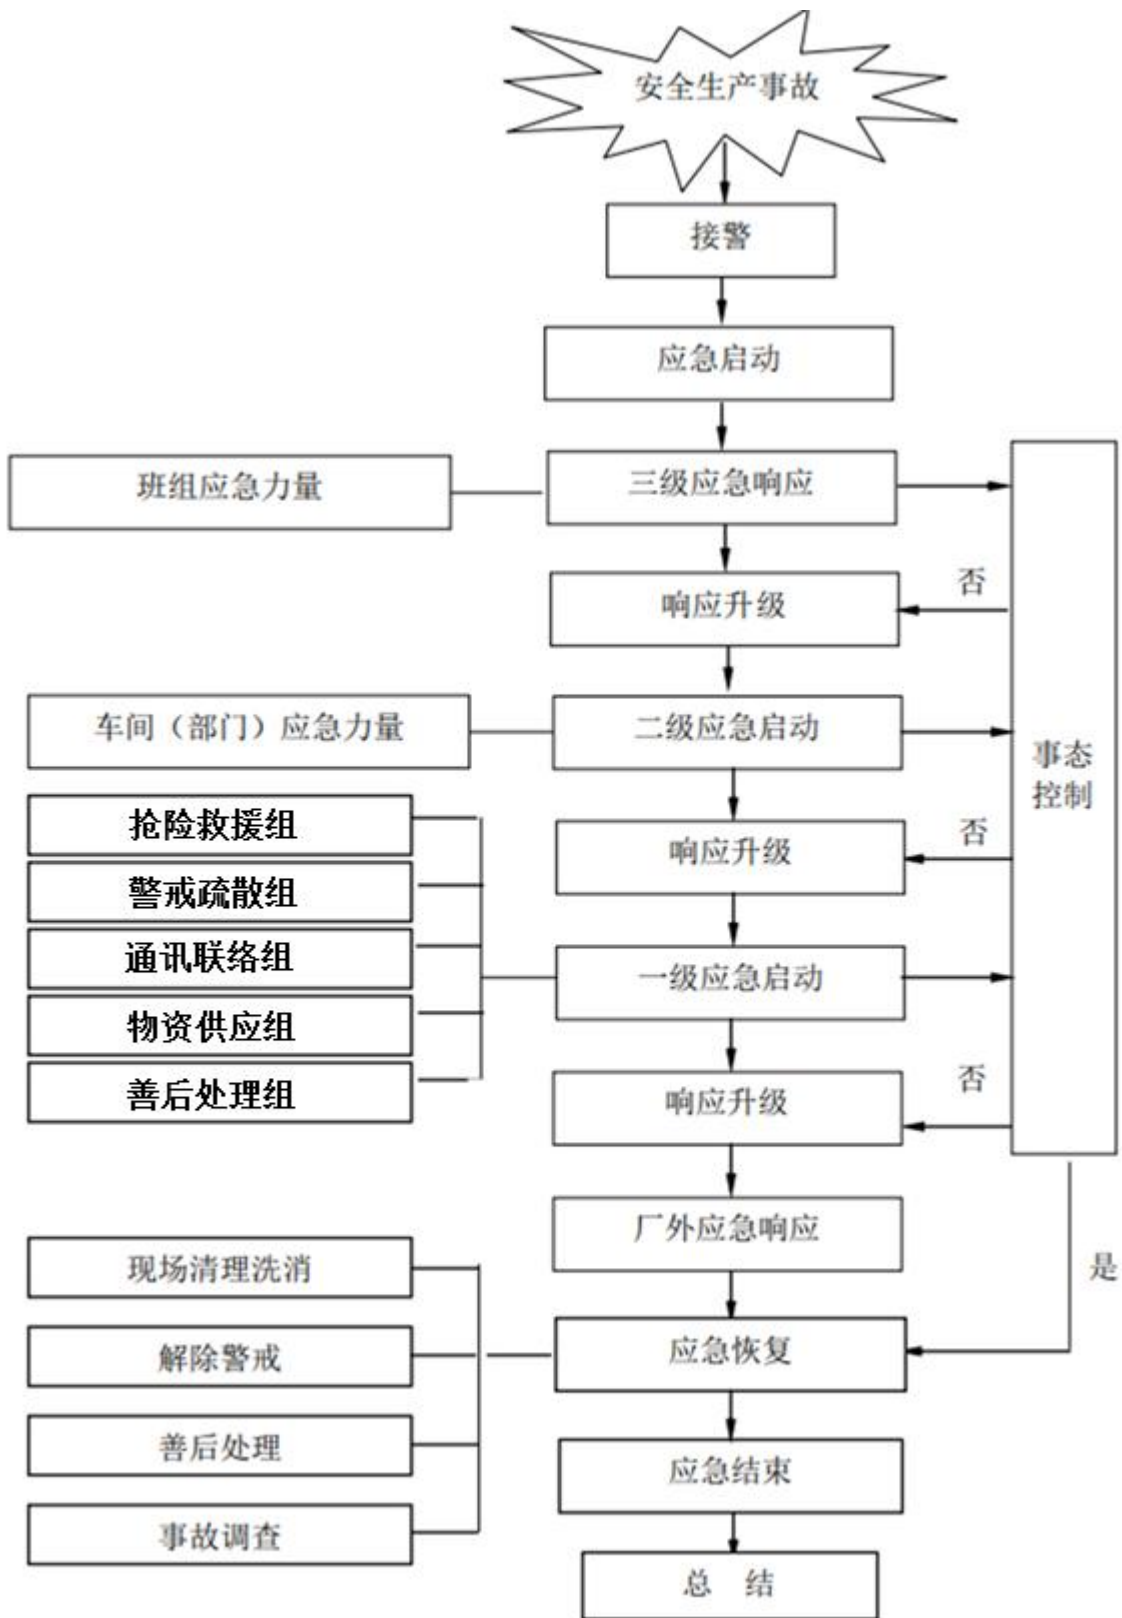 安全生产事故
接警
应急启动
班组应急力量
三级应急响应
否
响应升级
车间（部门）应急力量
二级应急启动
事态
控制
抢险救援组
否
响应升级
警戒疏散组
通讯联络组
一级应急启动
物资供应组
善后处理组
否
响应升级
厂外应急响应
现场清理洗消
是
解除警戒
应急恢复
善后处理
应急结束
事故调查
总 结